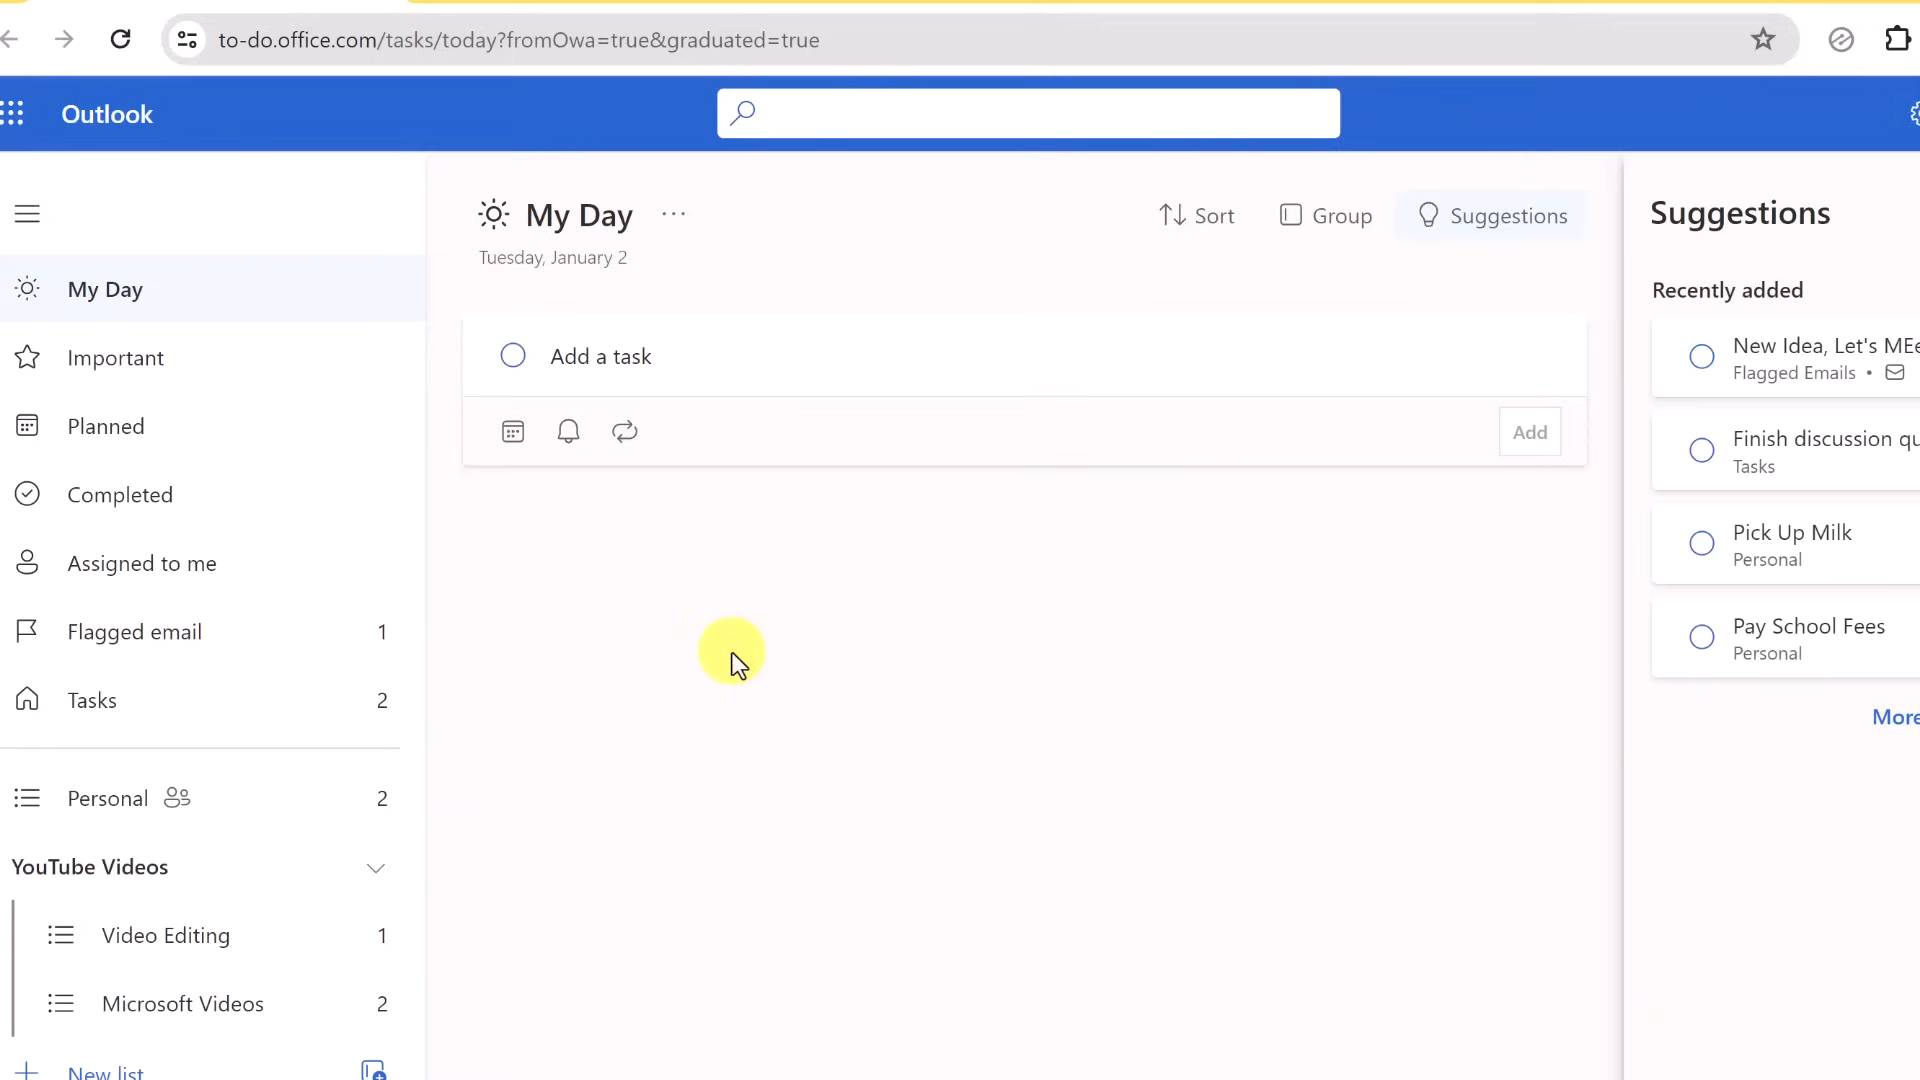 to-do.office.com/tasks/today?fromOwa=true&graduated=true
Outlook
My Day
Important
Planned
Completed
Assigned to me
Flagged email 1
Tasks 2
Personal 2
YouTube Videos
Video Editing 1
Microsoft Videos 2
New list
My Day ...
Sort
Group
Suggestions
Tuesday, January 2
Add a task
Add
Suggestions
Recently added
New Idea, Let's MEe
Flagged Emails •
Finish discussion qu
Tasks
Pick Up Milk
Personal
Pay School Fees
Personal
More